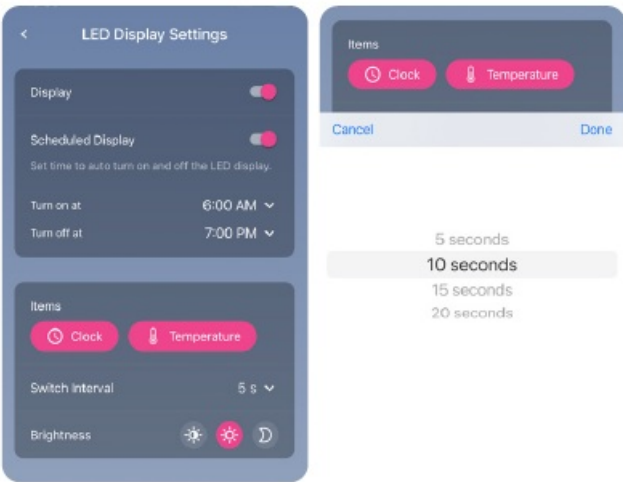 LED Display Settings
Display
Scheduled Display
Set time to auto turn on and off the LED display.
Turn on at 6:00 AM
Turn off at 7:00 PM
Items
Clock Temperature
Switch Interval 5 s
Brightness
Items
Clock Temperature
Cancel Done
5 seconds
10 seconds
15 seconds
20 seconds